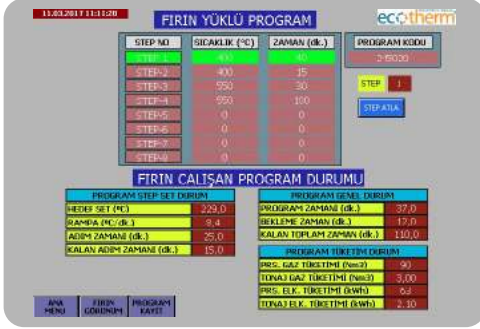 11.03.2017 11:11:20
FIRIN YÜKLÜ PROGRAM
ecotherm
STEP NO SICAKLIK (°C) ZAMAN (dk.) PROGRAM KODU
STEP-1 400
STEP-2 400 15
STEP-3 550 30
STEP-4 550 100
STEP-5 0 0
STEP-6 0 0
STEP-7 0 0
STEP-8 0 0
STEP 1
STEP ATLA
FIRIN ÇALIŞAN PROGRAM DURUMU
PROGRAM STEP SET DURUM
HEDEF SET (ºC) 229,0
RAMPA (ºC/dk.) 9,4
ADIM ZAMANI (dk.) 25,0
KALAN ADIM ZAMANI (dk.) 15,0
PROGRAM GENEL DURUM
PROGRAM ZAMANI (dk.) 37,0
BEKLEME ZAMAN (dk.) 17,0
KALAN TOPLAM ZAMAN (dk.) 110,0
PROGRAM TÜKETİM DURUM
PRS. GAZ TÜKETİMİ (Nm3) 90
TONAJ GAZ TÜKETİMİ (Nm3) 3,00
PRS. ELK. TÜKETİMİ (kWh) 63
TONAJ ELK. TÜKETİMİ (kWh) 2,10
ANA MENÜ
FIRIN GÖRÜNÜM
PROGRAM KAYIT